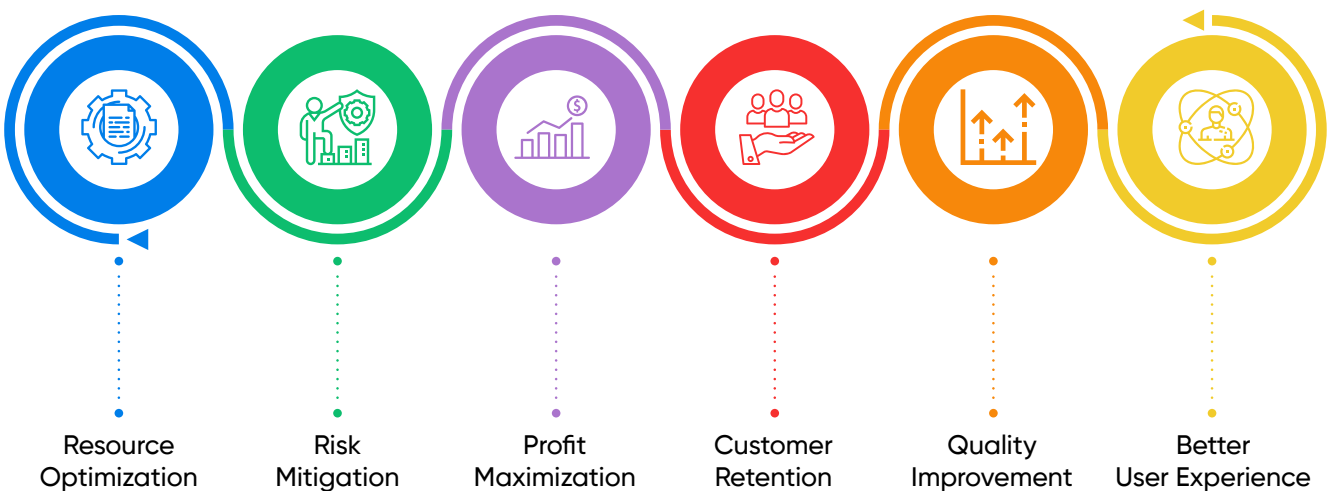 $
Resource
Optimization
Risk
Mitigation
Profit
Maximization
Customer
Retention
Quality
Improvement
Better
User Experience